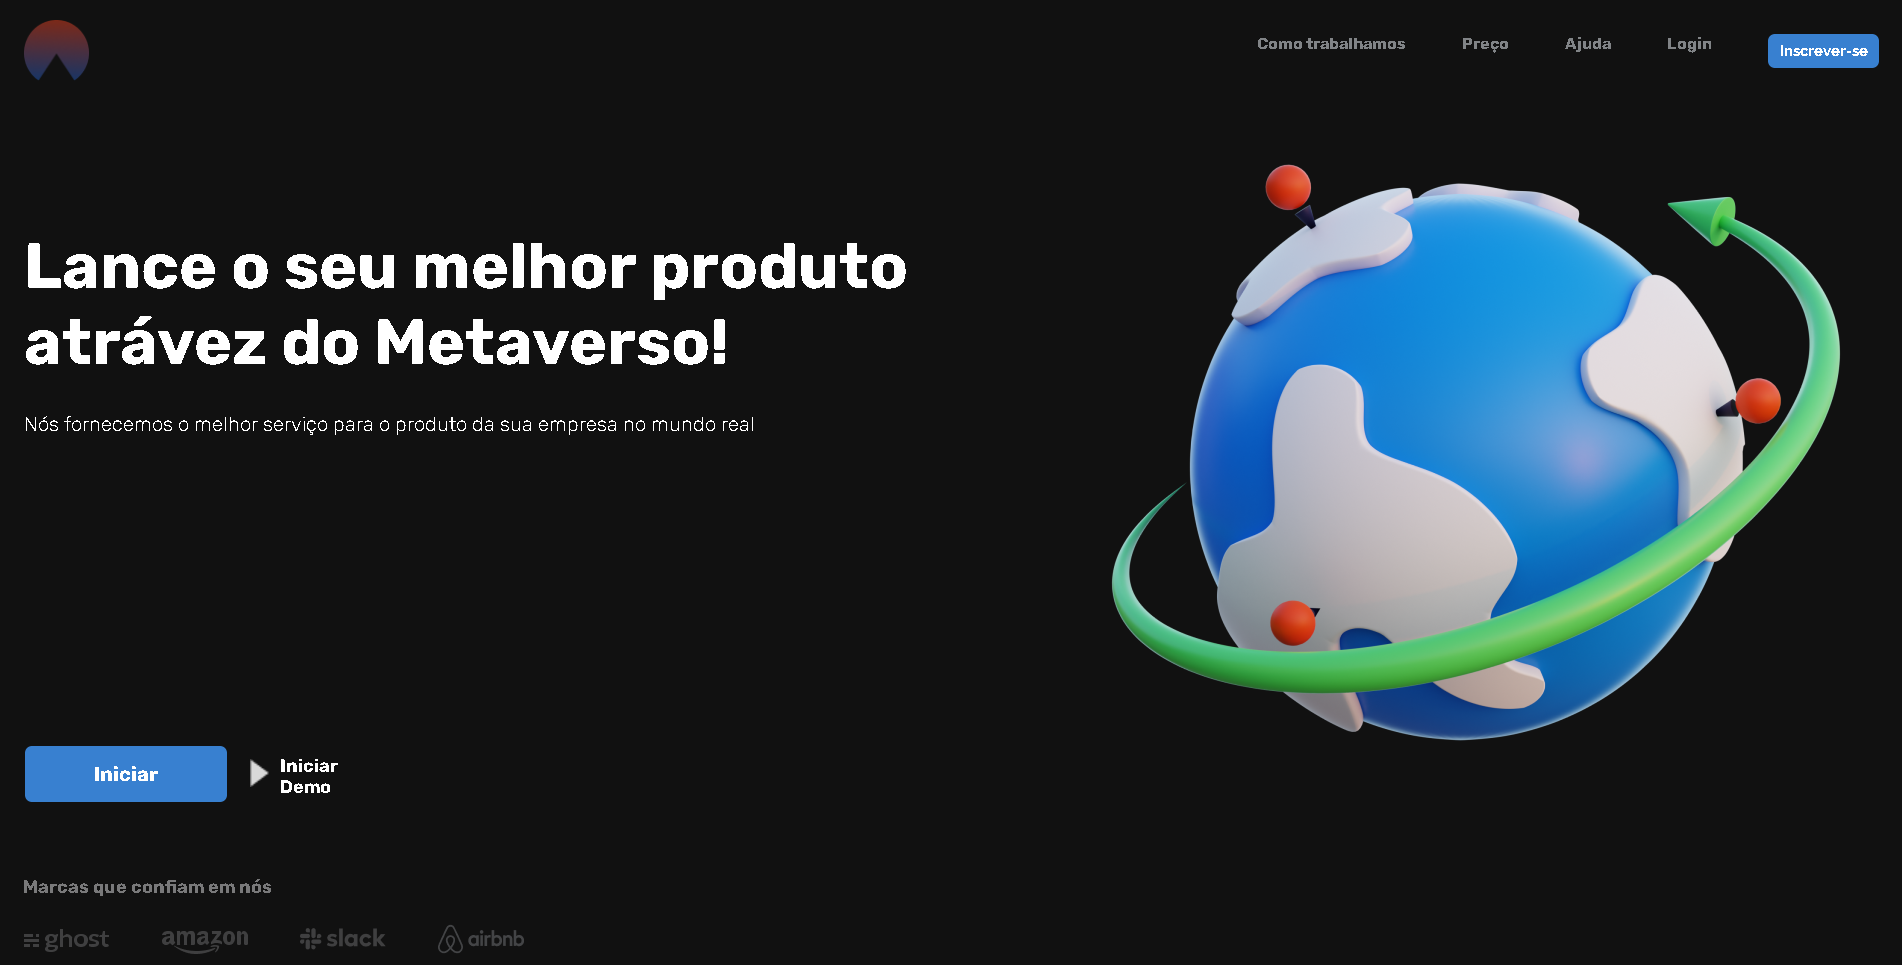 Como trabalhamos
Preço
Ajuda
Login
Inscrever-se
Lance o seu melhor produto
atrávez do Metaverso!
Nós fornecemos o melhor serviço para o produto da sua empresa no mundo real
Iniciar
Iniciar
Demo
Marcas que confiam em nós
ghost
amazon
slack
airbnb